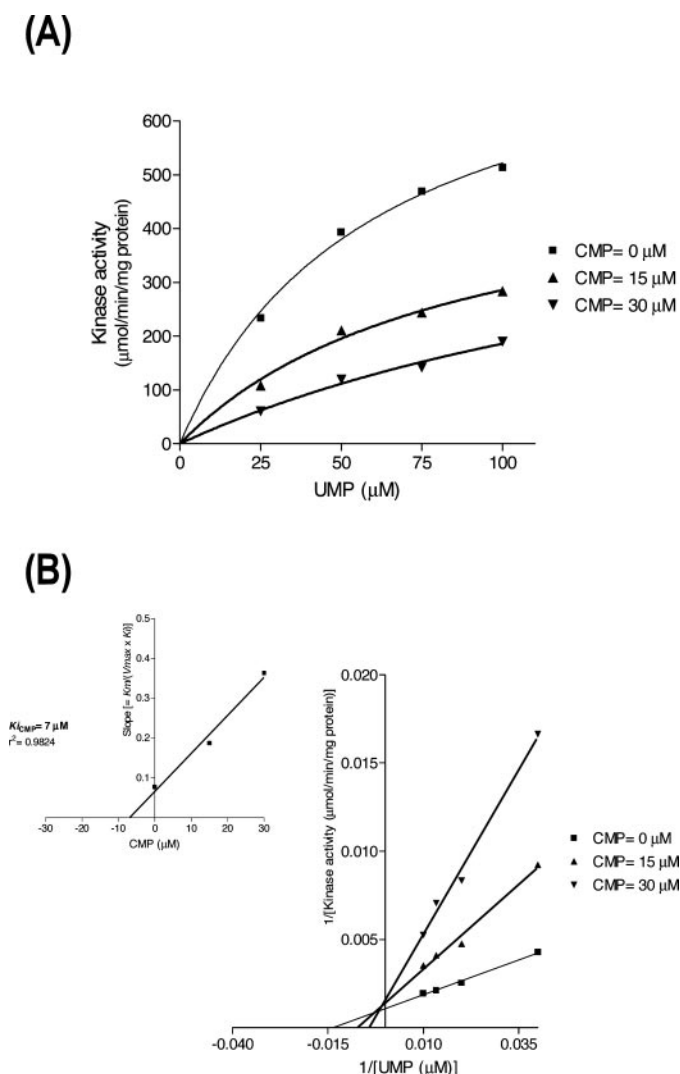 (A)
600
500
400
300
200
100
0
Kinase activity
(μmol/min/mg protein)
0 25 50 75 100
UMP (μM)
CMP= 0 μM
CMP= 15 μM
CMP= 30 μM
(B)
0.5
0.4
0.3
0.2
0.1
Slope [= Km/(Vmax x Ki)]
KiCMP= 7 μM
r²= 0.9824
-30 -20 -10 0 10 20 30
CMP (μM)
0.020
0.015
0.010
0.005
1/[Kinase activity (μmol/min/mg protein)]
CMP= 0 μM
CMP= 15 μM
CMP= 30 μM
-0.040 -0.015 0.010 0.035
1/[UMP (μM)]